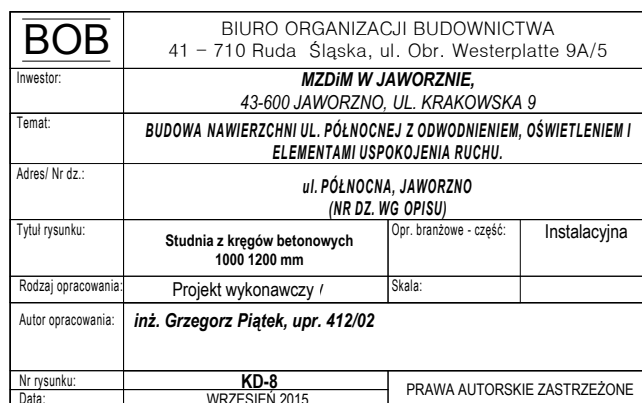 BOB
BIURO ORGANIZACJI BUDOWNICTWA
41 – 710 Ruda Śląska, ul. Obr. Westerplatte 9A/5
Inwestor:
MZDiM W JAWORZNIE,
43-600 JAWORZNO, UL. KRAKOWSKA 9
Temat:
BUDOWA NAWIERZCHNI UL. PÓŁNOCNEJ Z ODWODNIENIEM, OŚWIETLENIEM I
ELEMENTAMI USPOKOJENIA RUCHU.
Adres/ Nr dz.:
ul. PÓŁNOCNA, JAWORZNO
(NR DZ. WG OPISU)
Tytuł rysunku:
Studnia z kręgów betonowych
1000 1200 mm
Opr. branżowe - część:
Instalacyjna
Rodzaj opracowania:
Projekt wykonawczy /
Skala:
Autor opracowania:
inż. Grzegorz Piątek, upr. 412/02
Nr rysunku:
KD-8
PRAWA AUTORSKIE ZASTRZEŻONE
Data:
WRZESIEŃ 2015